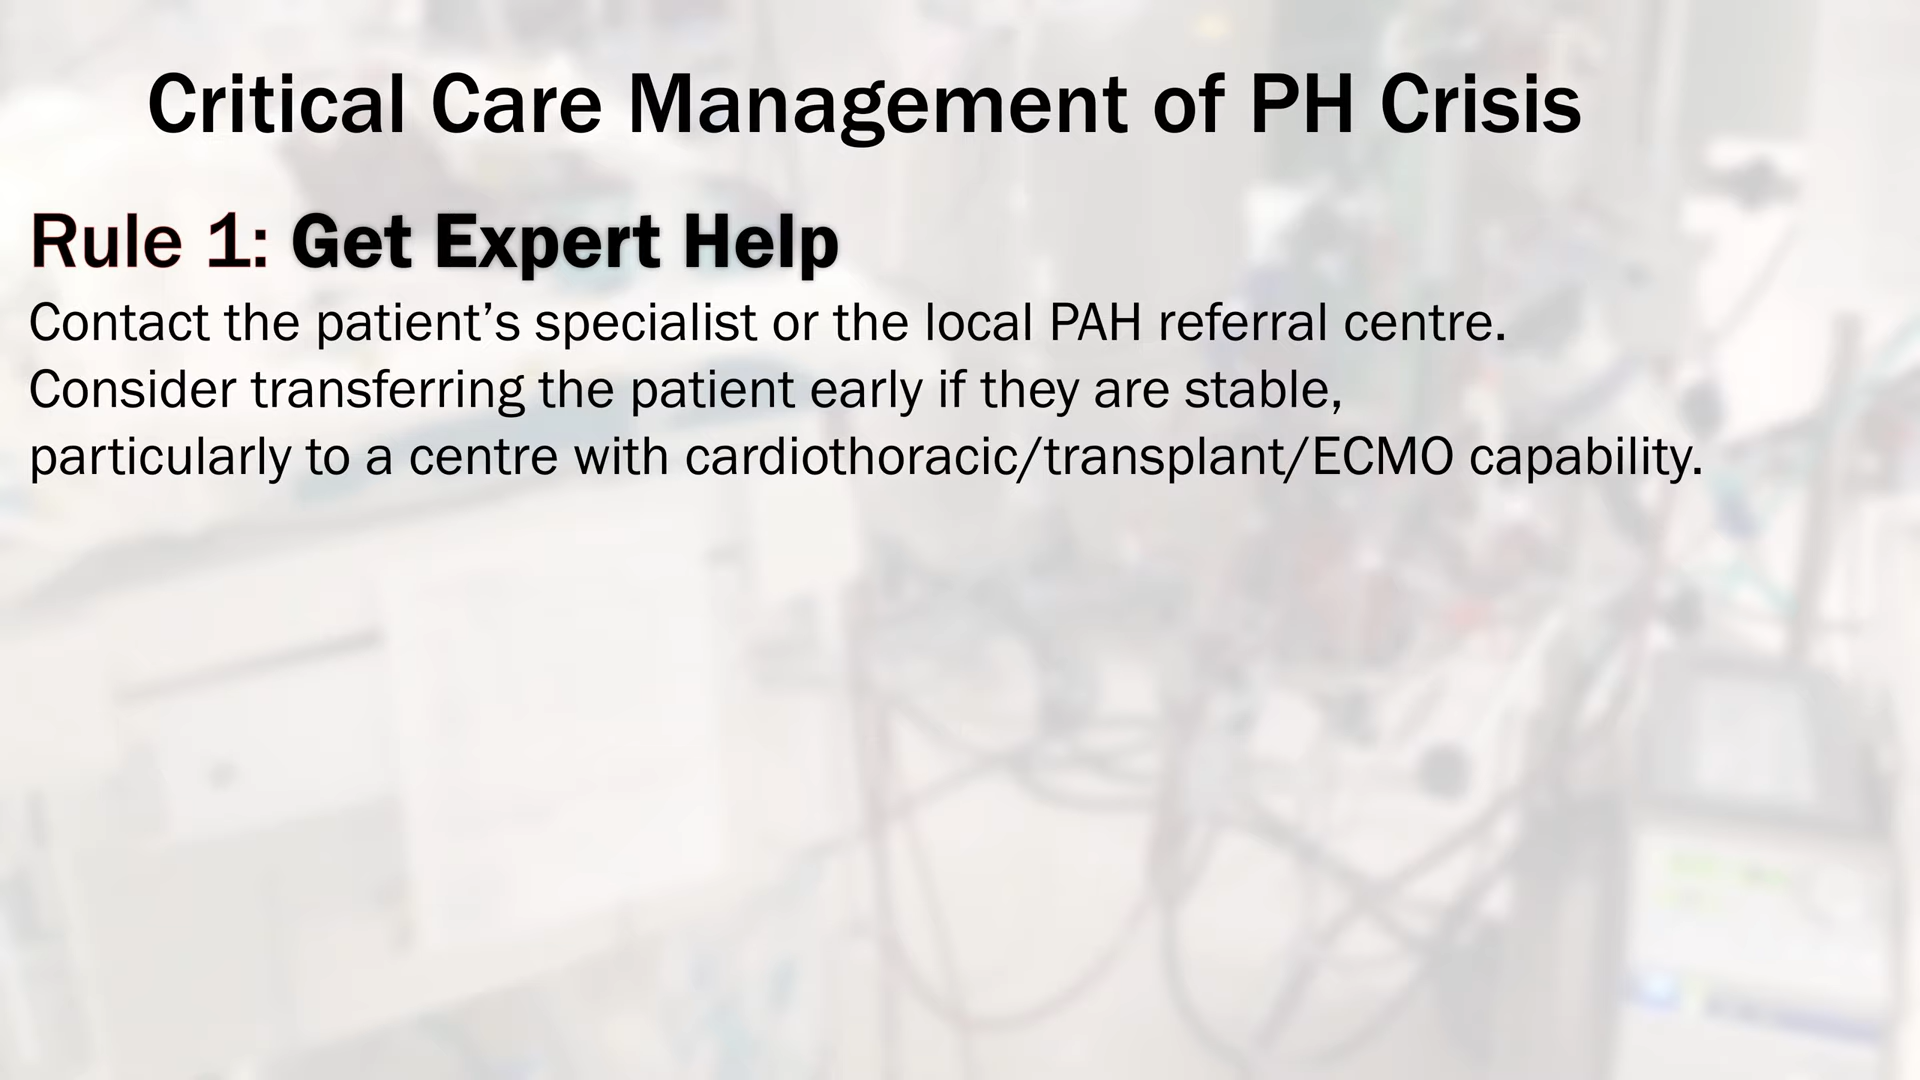 Critical Care Management of PH Crisis
Rule 1: Get Expert Help
Contact the patient’s specialist or the local PAH referral centre.
Consider transferring the patient early if they are stable,
particularly to a centre with cardiothoracic/transplant/ECMO capability.